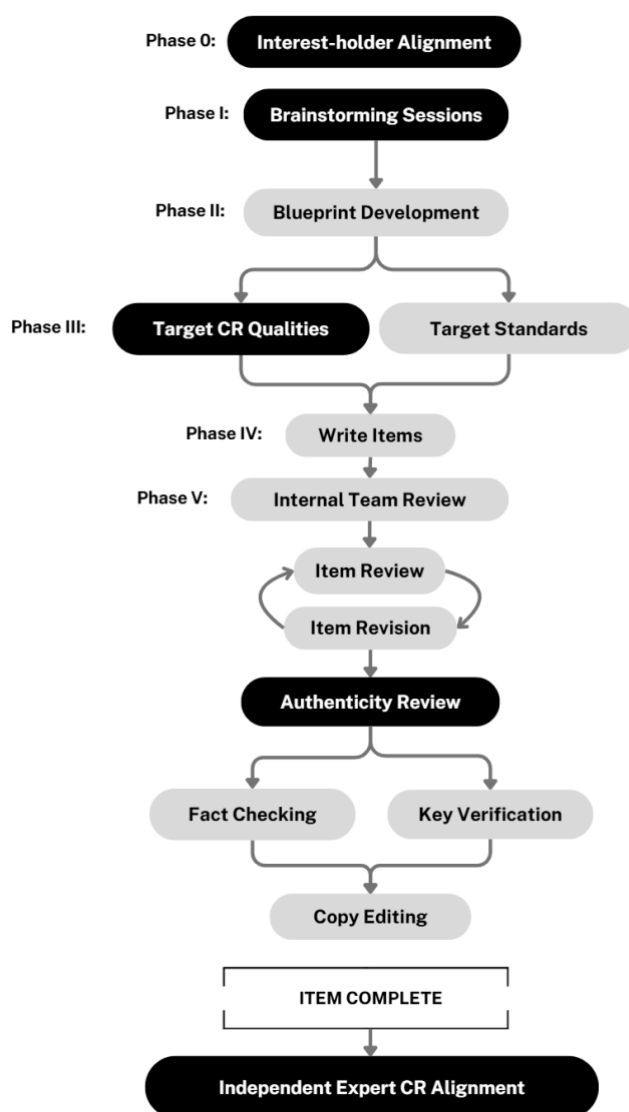 Phase 0: Interest-holder Alignment
Phase I: Brainstorming Sessions
Phase II: Blueprint Development
Phase III: Target CR Qualities Target Standards
Phase IV: Write Items
Phase V: Internal Team Review
Item Review
Item Revision
Authenticity Review
Fact Checking Key Verification
Copy Editing
ITEM COMPLETE
Independent Expert CR Alignment